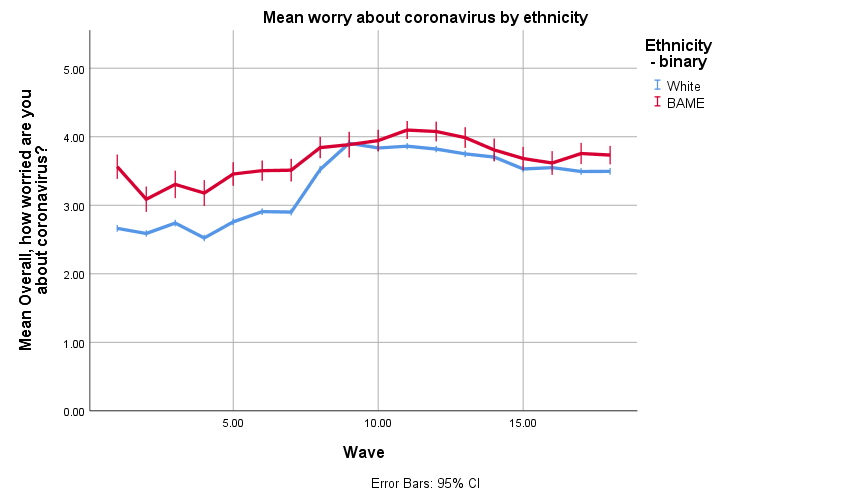 Mean worry about coronavirus by ethnicity
Mean Overall, how worried are you
about coronavirus?
5.00
4.00
3.00
2.00
1.00
0.00
5.00
10.00
15.00
Wave
Error Bars: 95% CI
Ethnicity
- binary
White
BAME